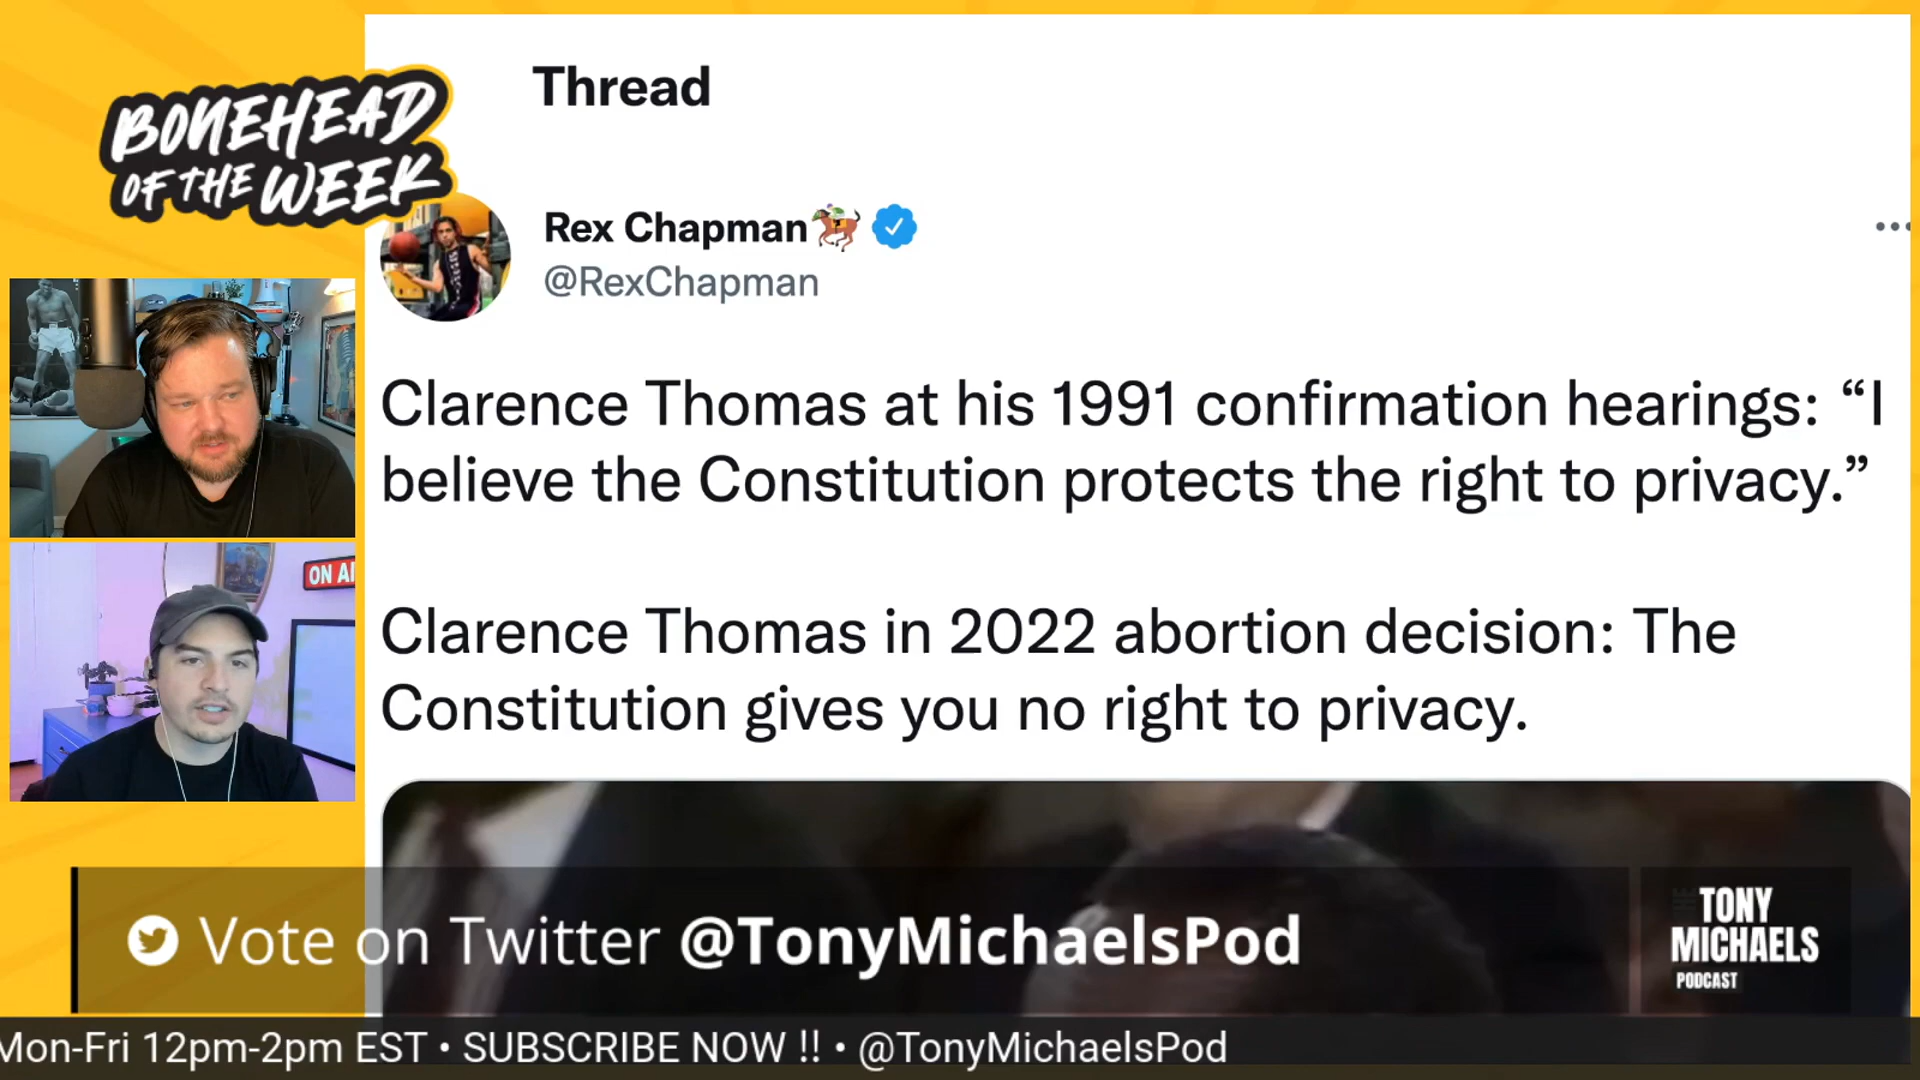 BONEHEAD
OF THE WEEK
Thread
Rex Chapman
@RexChapman
Clarence Thomas at his 1991 confirmation hearings: “I
believe the Constitution protects the right to privacy.”
Clarence Thomas in 2022 abortion decision: The
Constitution gives you no right to privacy.
ON AI
Vote on Twitter @TonyMichaelsPod
TONY
MICHAELS
PODCAST
Mon-Fri 12pm-2pm EST • SUBSCRIBE NOW !! • @TonyMichaelsPod